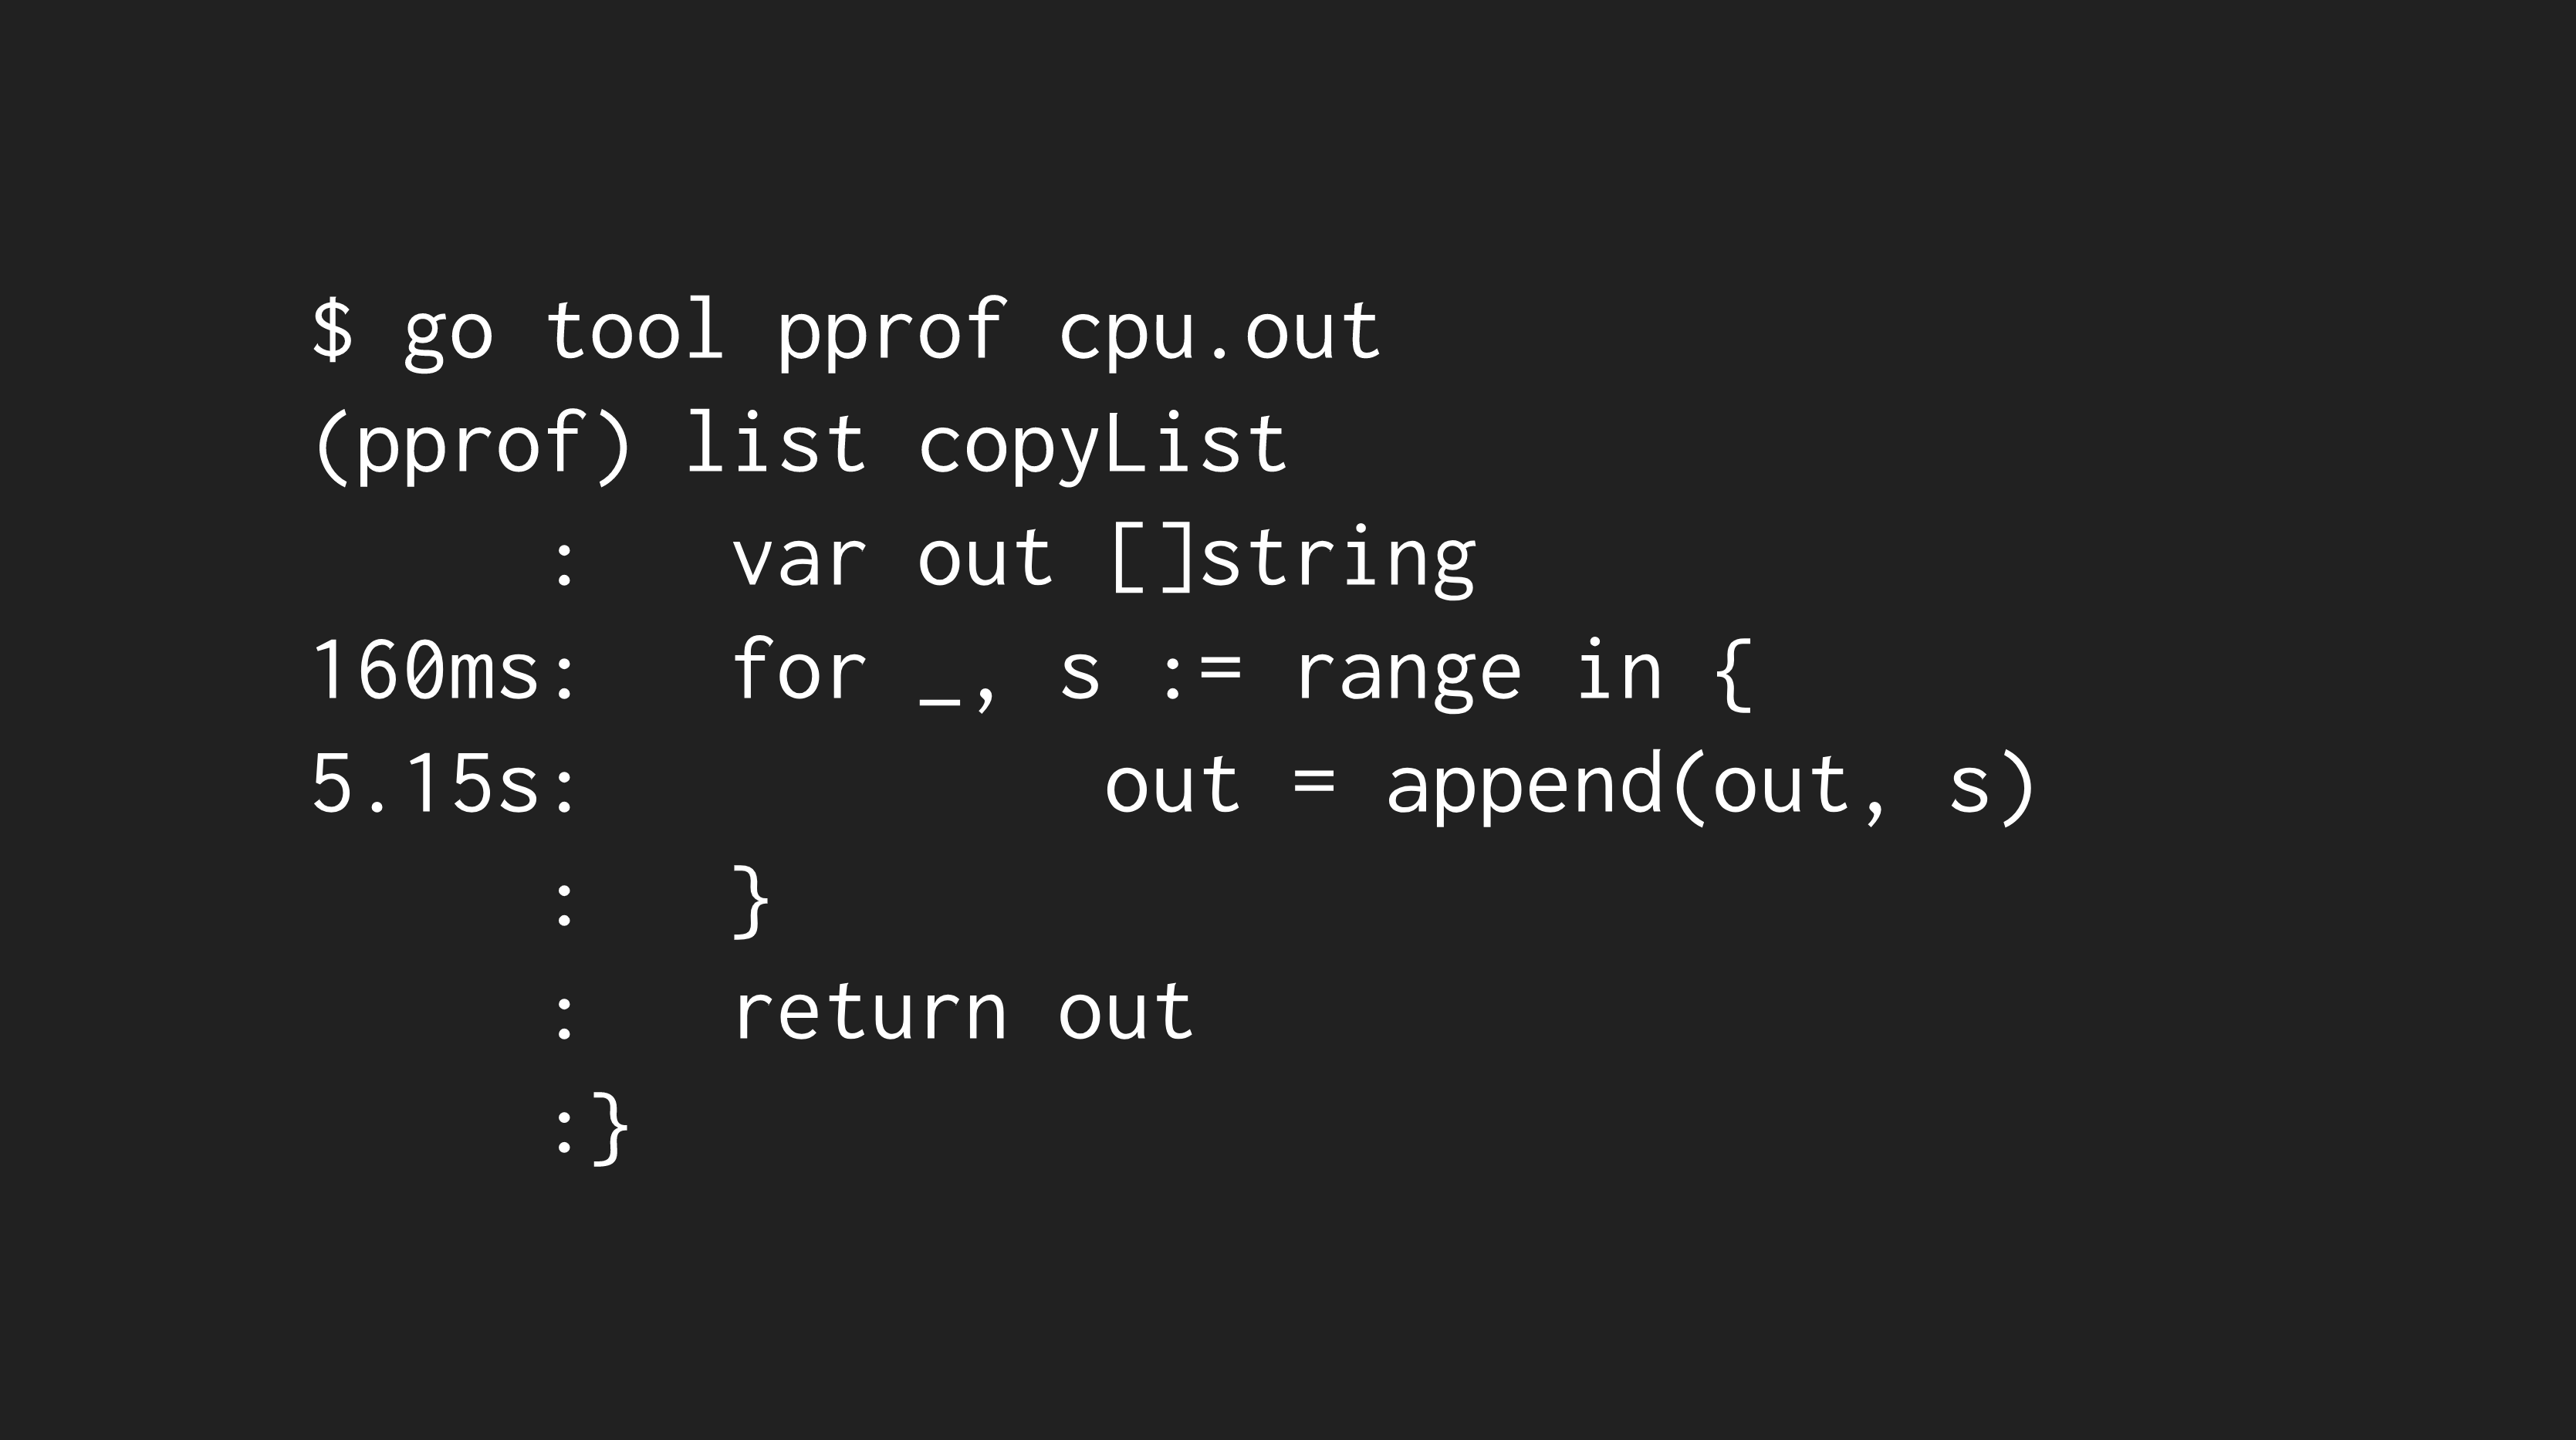 $ go tool pprof cpu.out
(pprof) list copyList
     :   var out []string
160ms:   for _, s := range in {
5.15s:           out = append(out, s)
     :   }
     :   return out
     :}